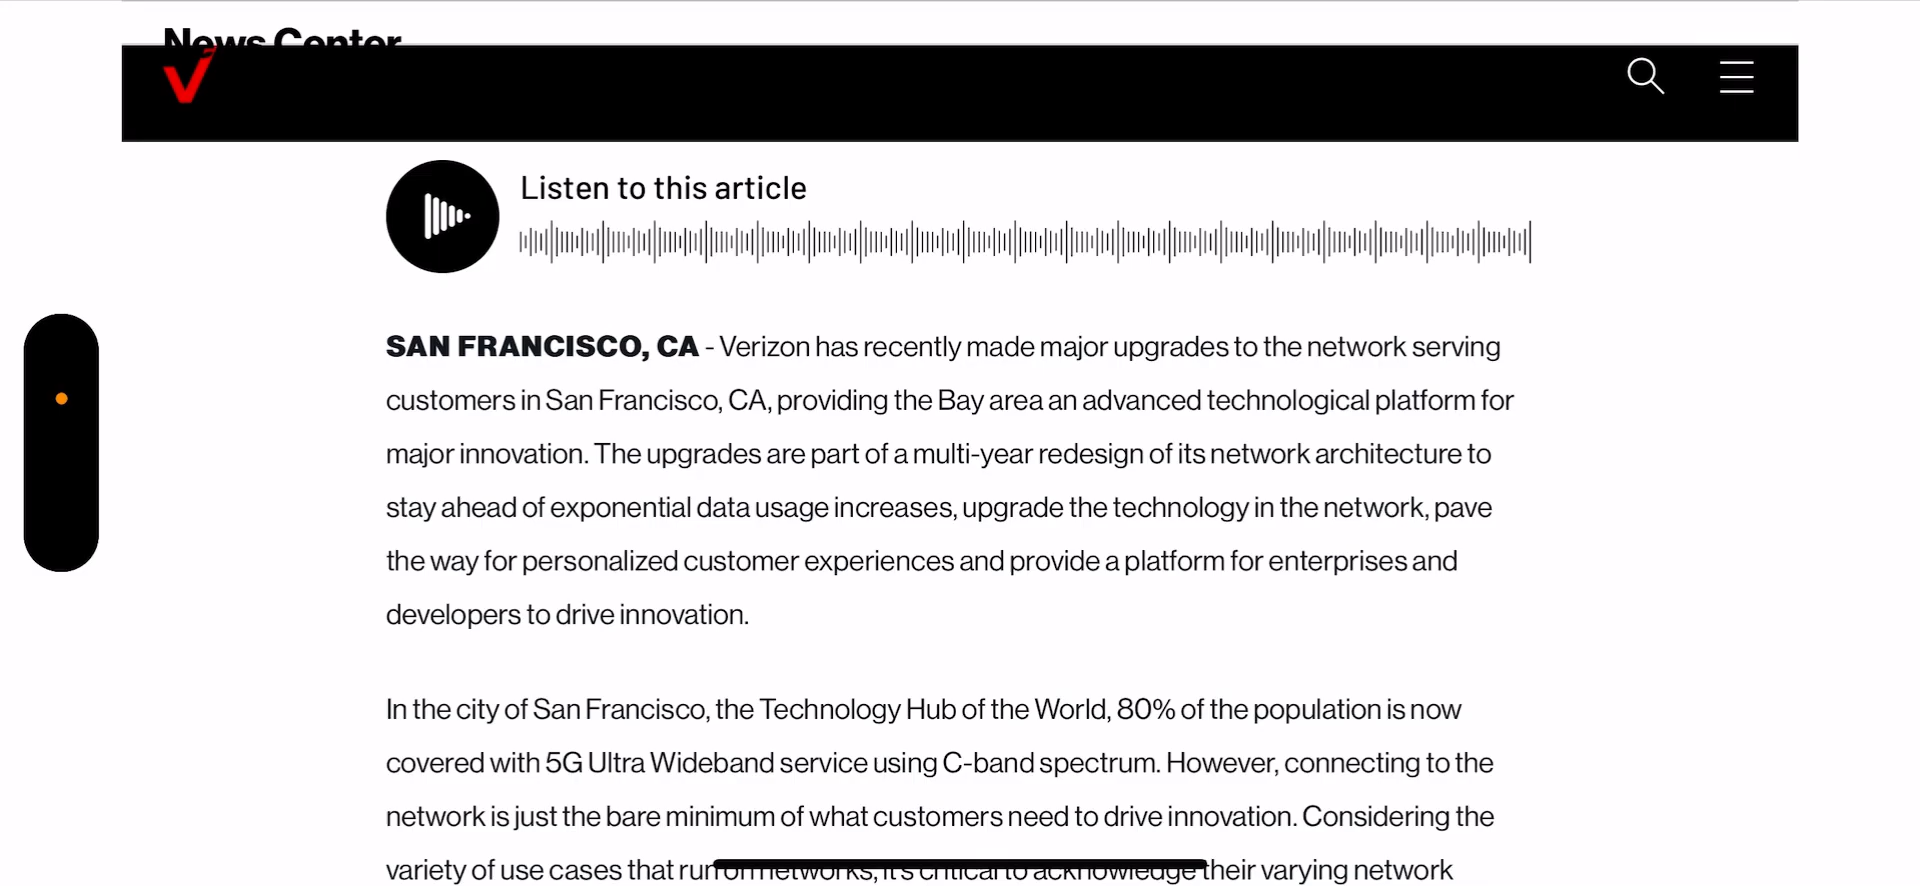 News Center
Listen to this article
SAN FRANCISCO, CA - Verizon has recently made major upgrades to the network serving
customers in San Francisco, CA, providing the Bay area an advanced technological platform for
major innovation. The upgrades are part of a multi-year redesign of its network architecture to
stay ahead of exponential data usage increases, upgrade the technology in the network, pave
the way for personalized customer experiences and provide a platform for enterprises and
developers to drive innovation.
In the city of San Francisco, the Technology Hub of the World, 80% of the population is now
covered with 5G Ultra Wideband service using C-band spectrum. However, connecting to the
network is just the bare minimum of what customers need to drive innovation. Considering the
variety of use cases that run on networks, it's critical to acknowledge their varying network